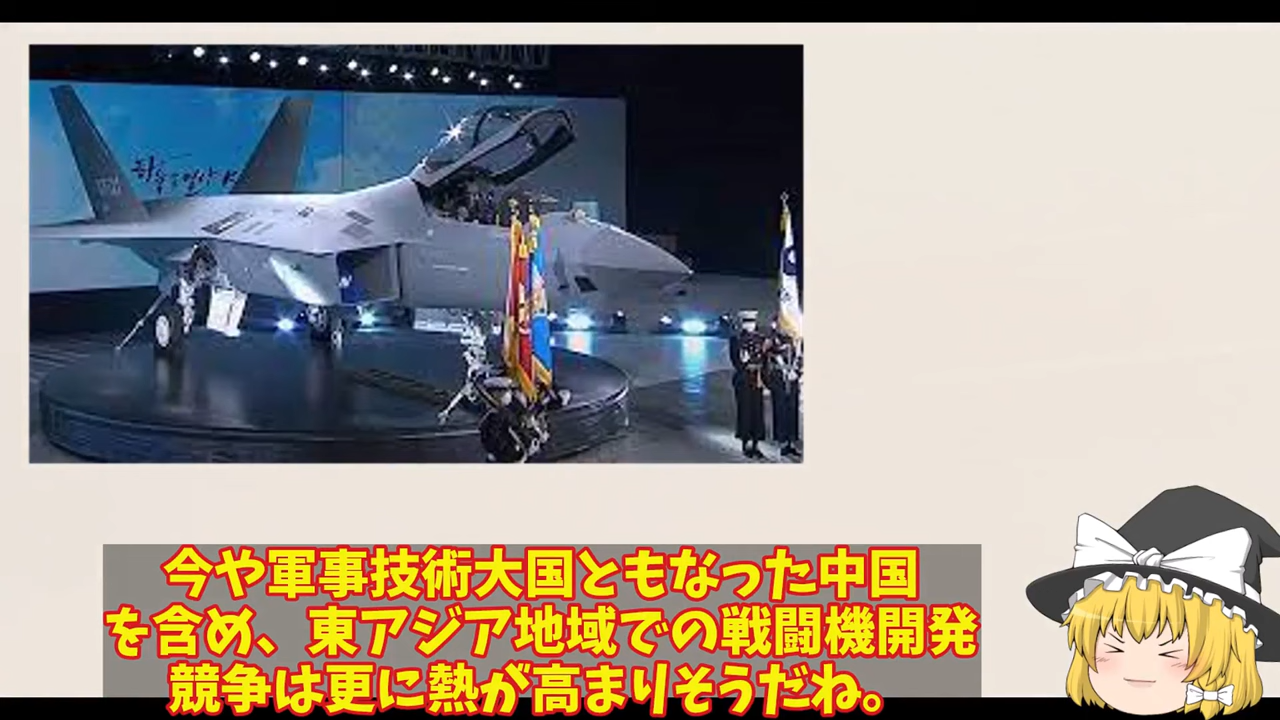 今や軍事技術大国ともなった中国
を含め、東アジア地域での戦闘機開発
競争は更に熱が高まりそうだね。